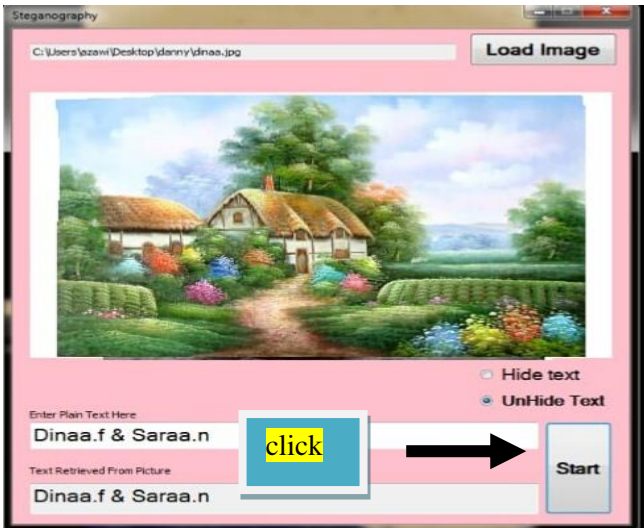 Steganography
C:\Users\azawi\Desktop\danny\dinaa.jpg
Load Image
Hide text
UnHide Text
Enter Plain Text Here
Dinaa.f & Saraa.n
click
Start
Text Retrieved From Picture
Dinaa.f & Saraa.n